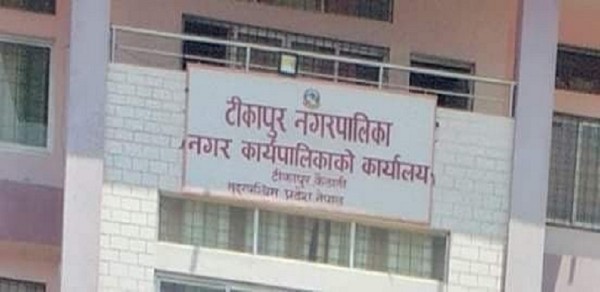 टीकापुर नगरपालिका
नगर कार्यपालिकाको कार्यालय
टीकापुर कैलाली
सुदूरपश्चिम प्रदेश नेपाल